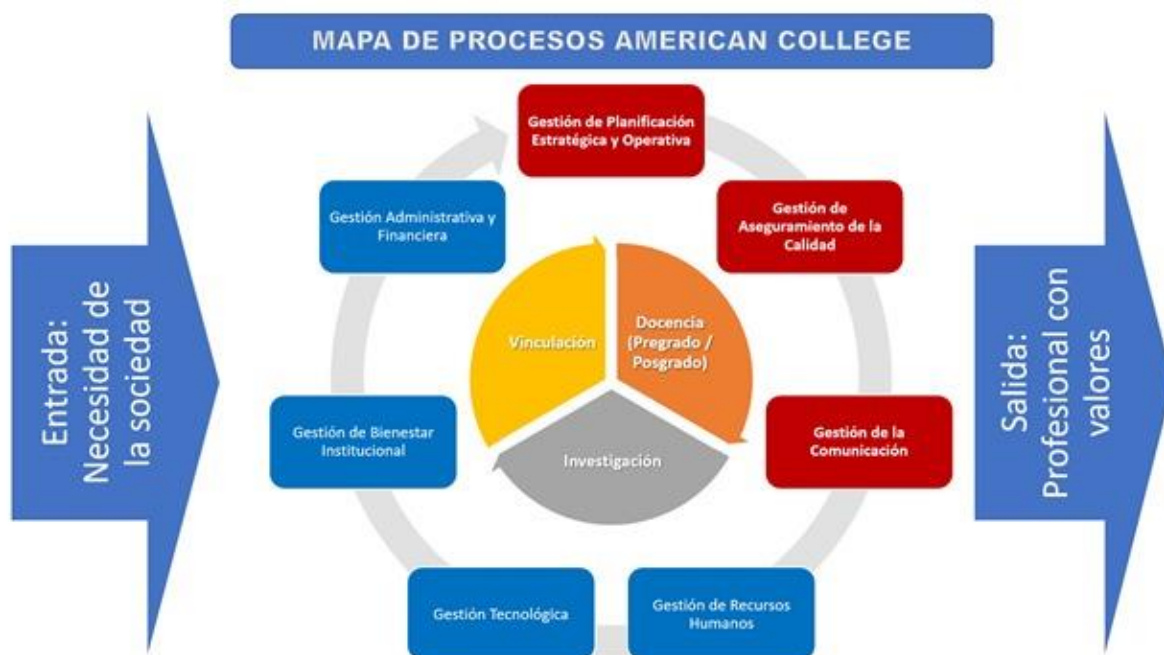 MAPA DE PROCESOS AMERICAN COLLEGE
Entrada:
Necesidad de
la sociedad
Gestión de Planificación
Estratégica y Operativa
Gestión de
Aseguramiento de la
Calidad
Gestión de la
Comunicación
Gestión de Recursos
Humanos
Gestión Tecnológica
Gestión de Bienestar
Institucional
Gestión Administrativa y
Financiera
Vinculación
Docencia
(Pregrado /
Posgrado)
Investigación
Salida:
Profesional con
valores